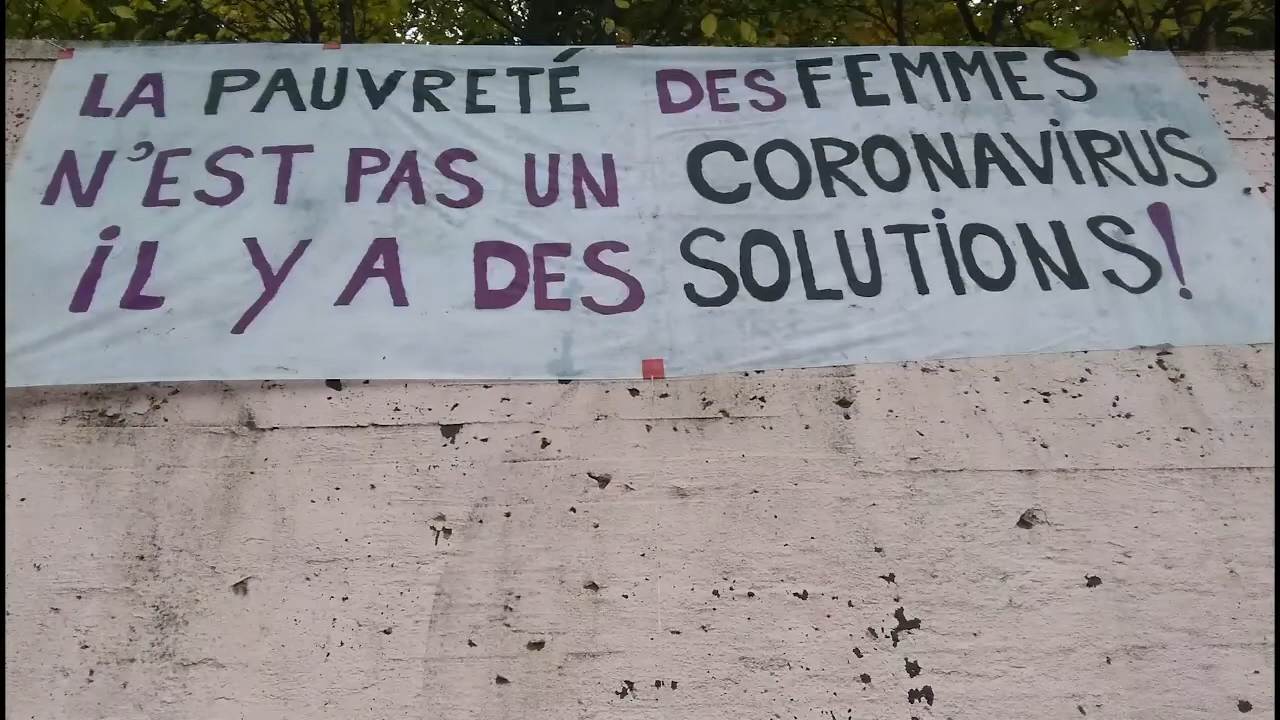 LA PAUVRETÉ DES FEMMES
N'EST PAS UN CORONAVIRUS
IL Y A DES SOLUTIONS!